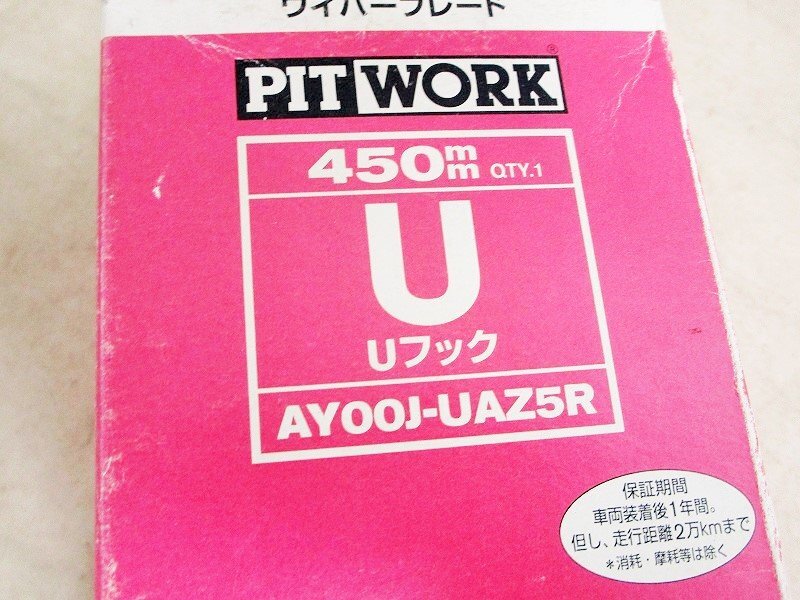 ワイパーブレード
PIT WORK®
450mm QTY.1
U
Uフック
AY00J-UAZ5R
保証期間
車両装着後1年間。
但し、走行距離2万kmまで
*消耗・摩耗等は除く